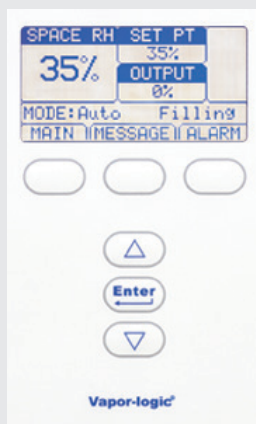 SPACE RH SET PT
35% 35%
OUTPUT
0%
MODE:Auto Filling
MAIN MESSAGE ALARM
Enter
Vapor-logic®